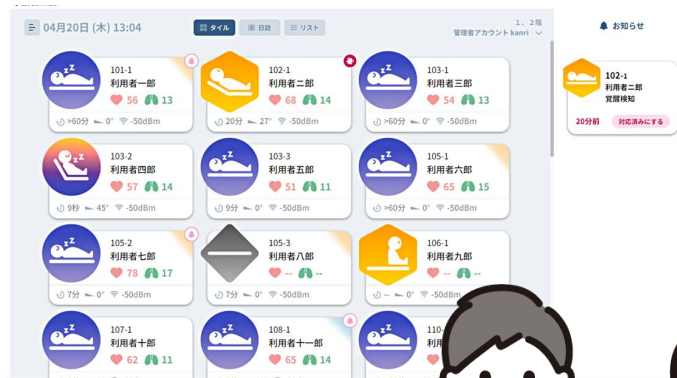 04月20日 (木) 13:04
タイル
日誌
リスト
1、2階
管理者アカウント kanri
お知らせ
101-1
利用者一郎
56 13
>60分 0° -50dBm
102-1
利用者二郎
68 14
20分 27° -50dBm
103-1
利用者三郎
54 13
>60分 0° -50dBm
102-1
利用者二郎
覚醒検知
20分前 対応済みにする
103-2
利用者四郎
57 14
9秒 45° -50dBm
103-3
利用者五郎
51 11
9分 0° -50dBm
105-1
利用者六郎
65 15
>60分 0° -50dBm
105-2
利用者七郎
78 17
7分 0° -50dBm
105-3
利用者八郎
-- --
7分 0° -50dBm
106-1
利用者九郎
-- --
-- 0° -50dBm
107-1
利用者十郎
62 11
108-1
利用者十一郎
65 14
110-
利用